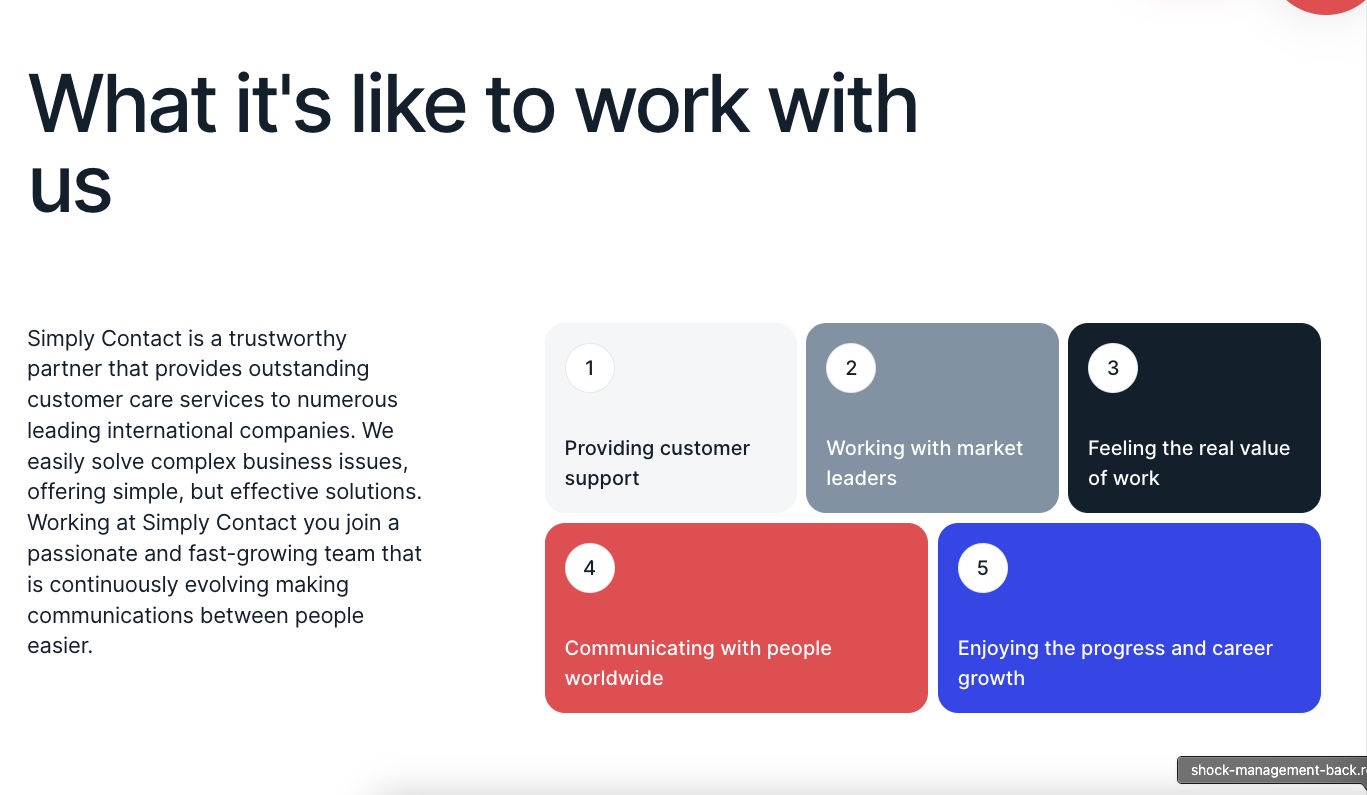 What it's like to work with
us
Simply Contact is a trustworthy
partner that provides outstanding
customer care services to numerous
leading international companies. We
easily solve complex business issues,
offering simple, but effective solutions.
Working at Simply Contact you join a
passionate and fast-growing team that
is continuously evolving making
communications between people
easier.
1
Providing customer
support
2
Working with market
leaders
3
Feeling the real value
of work
4
Communicating with people
worldwide
5
Enjoying the progress and career
growth
shock-management-back.r